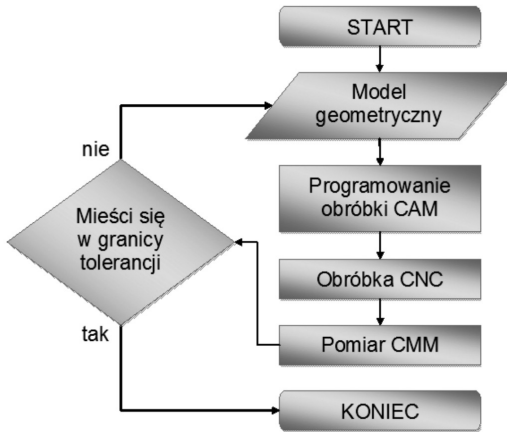 START
Model
geometryczny
nie
Programowanie
obróbki CAM
Mieści się
w granicy
tolerancji
Obróbka CNC
tak
Pomiar CMM
KONIEC